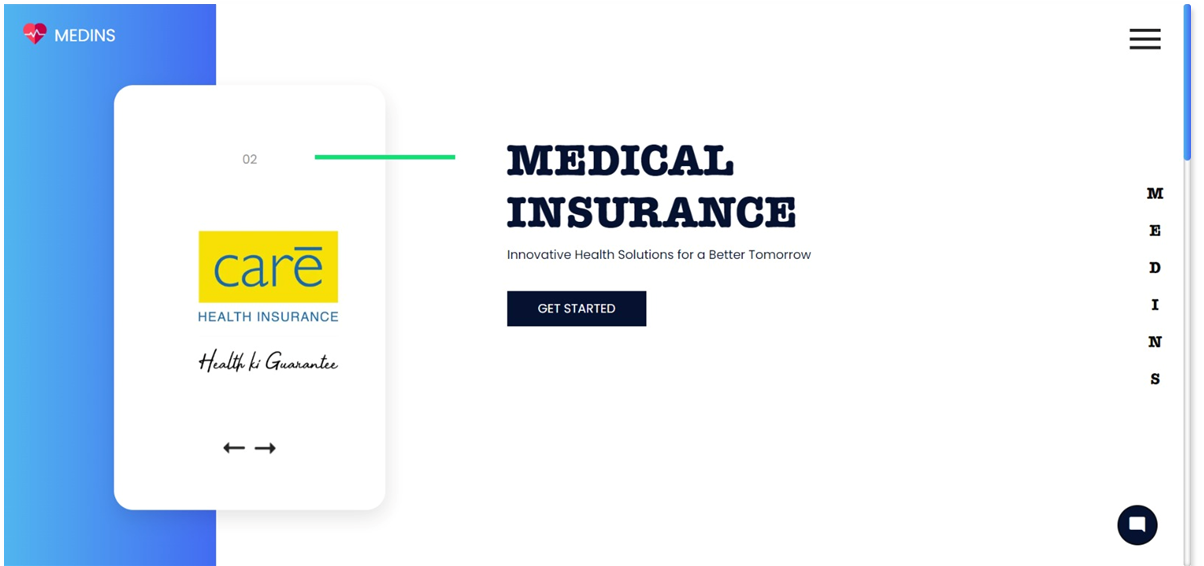 MEDINS
02
carē
HEALTH INSURANCE
Health ki Guarantee
MEDICAL
INSURANCE
Innovative Health Solutions for a Better Tomorrow
GET STARTED
M
E
D
I
N
S